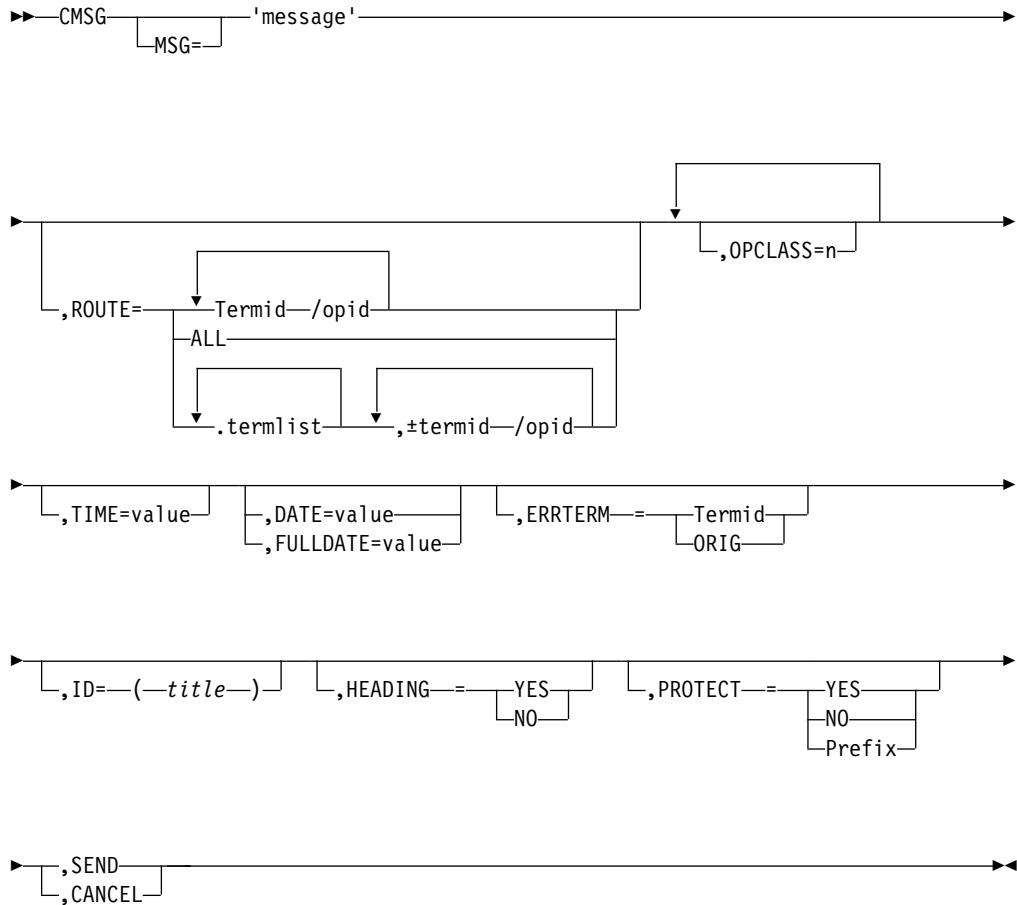 CMSG 'message'
MSG=
,OPCLASS=n
,ROUTE= Termid /opid
ALL
.termlist ,±termid /opid
,TIME=value ,DATE=value ,ERRTERM = Termid
,FULLDATE=value ORIG
,ID= ( title ) ,HEADING = YES ,PROTECT = YES
NO NO
Prefix
,SEND
,CANCEL